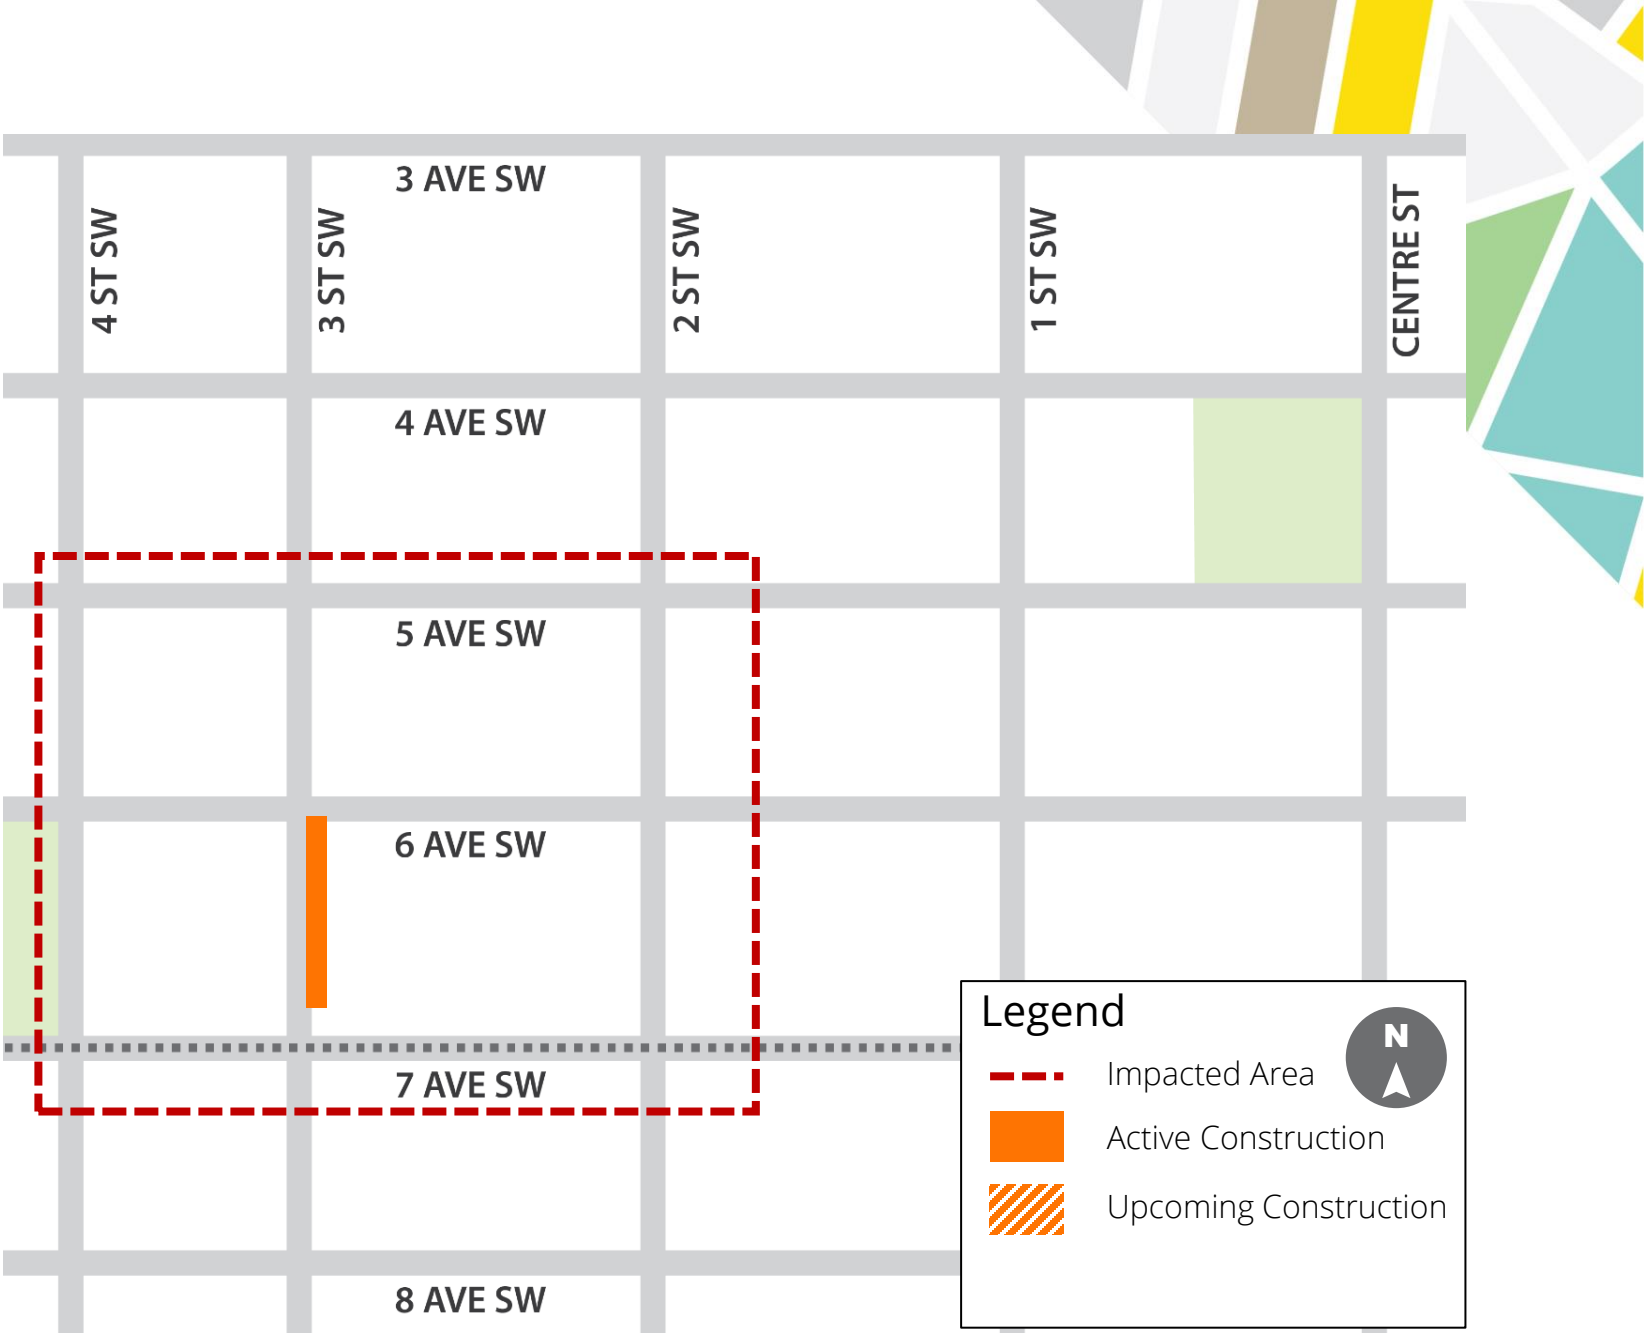 3 AVE SW
4 ST SW
3 ST SW
2 ST SW
1 ST SW
CENTRE ST
4 AVE SW
5 AVE SW
6 AVE SW
7 AVE SW
8 AVE SW
Legend
N
Impacted Area
Active Construction
Upcoming Construction